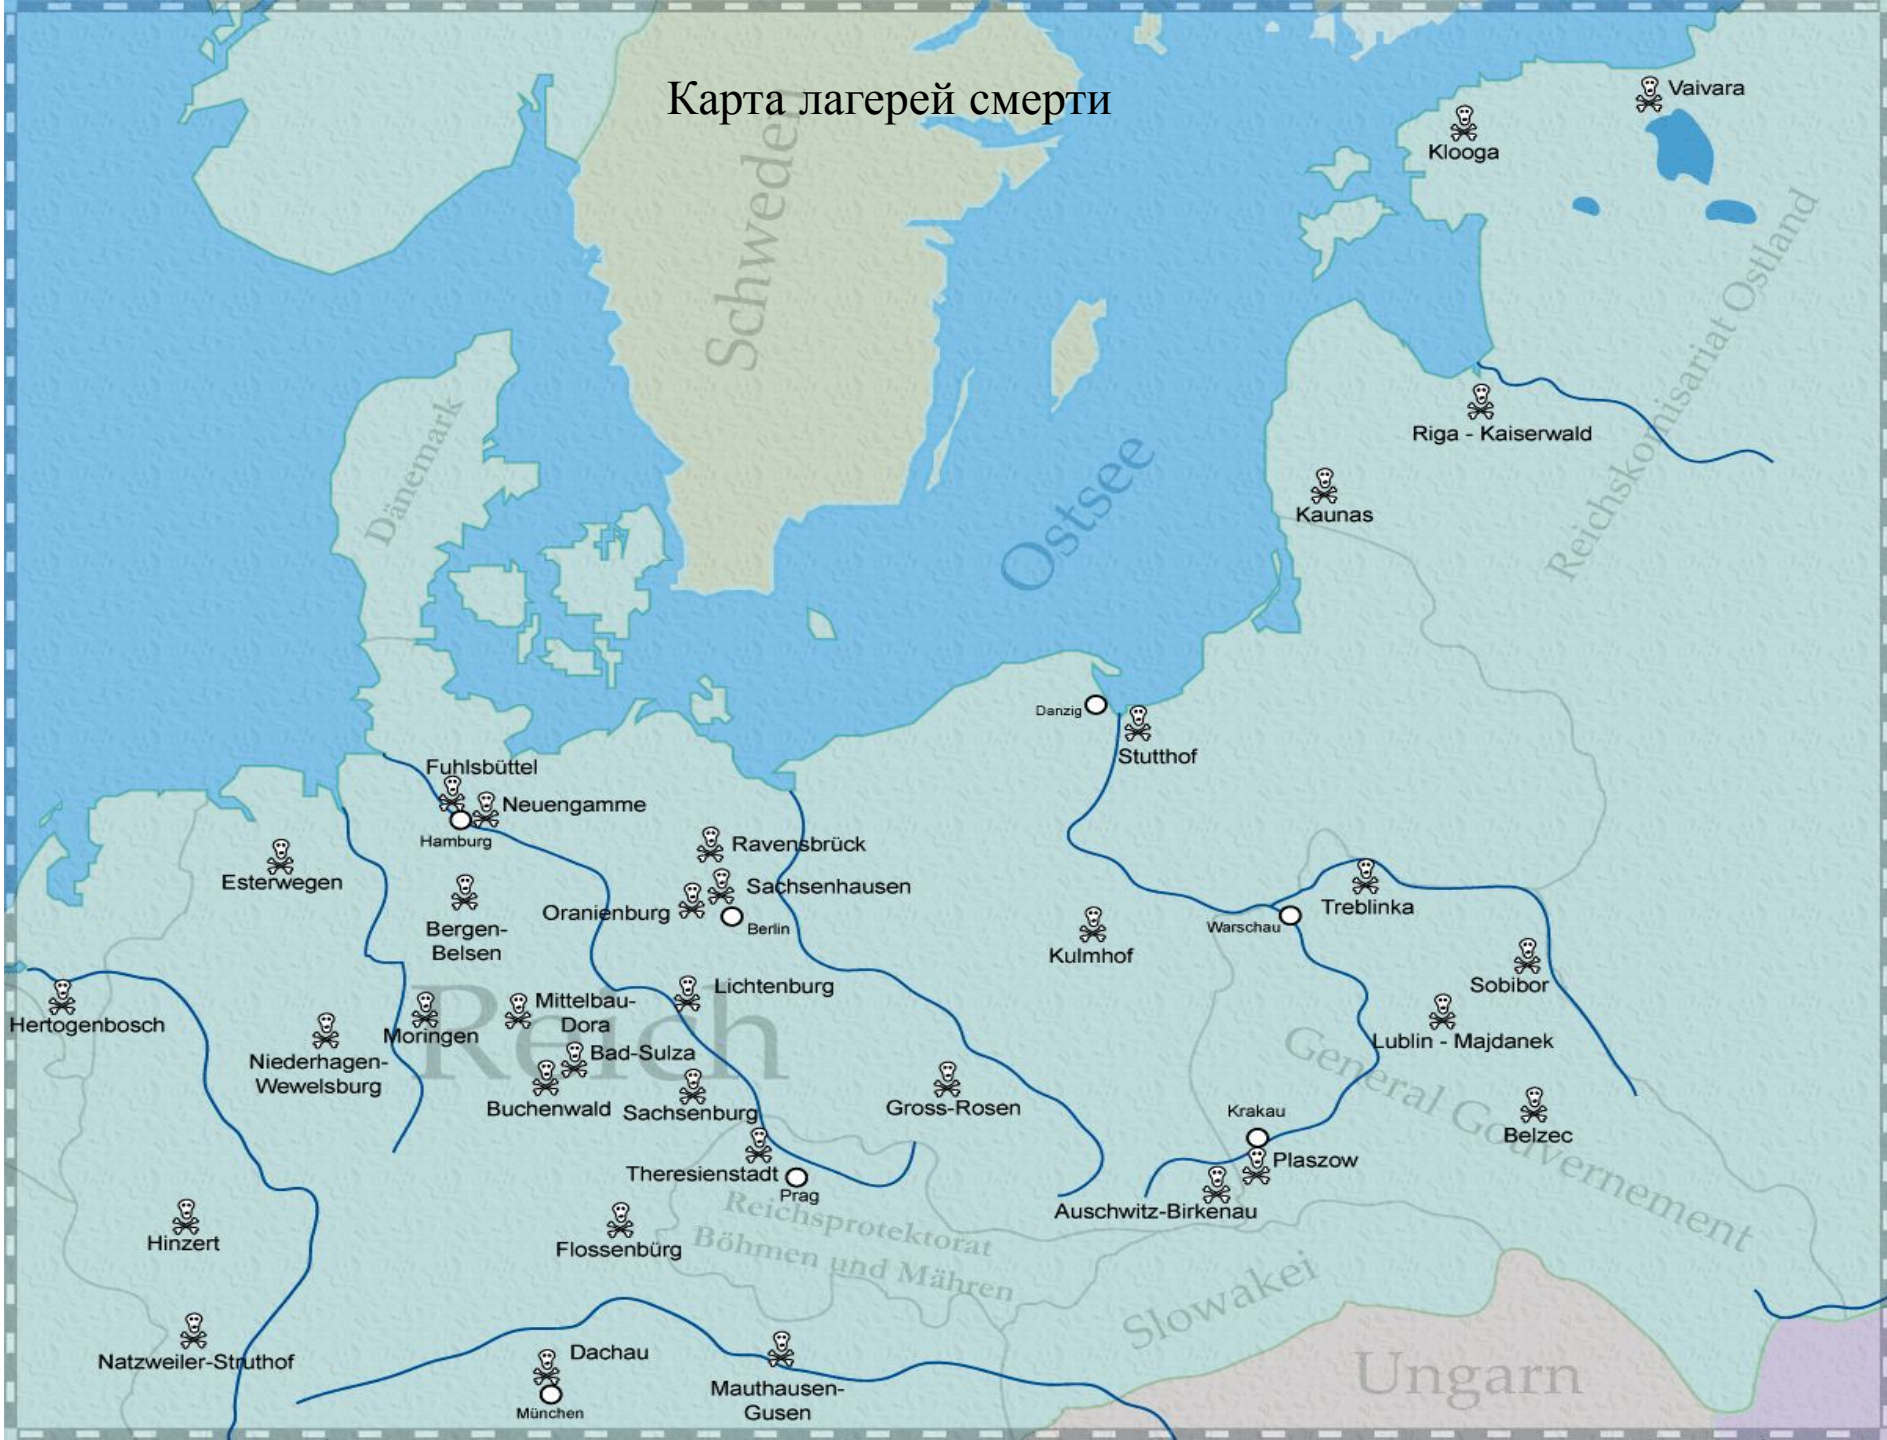 Карта лагерей смерти
Vaivara
Klooga
Schweden
Reichskomisariat Ostland
Riga - Kaiserwald
Dänemark
Ostsee
Kaunas
Danzig
Stutthof
Fuhlsbüttel
Neuengamme
Hamburg
Ravensbrück
Esterwegen
Sachsenhausen
Oranienburg
Berlin
Bergen-
Belsen
Treblinka
Warschau
Kulmhof
Sobibor
Lichtenburg
Hertogenbosch
Mittelbau-
Dora
Moringen
Reich
Lublin - Majdanek
Niederhagen-
Wewelsburg
Bad-Sulza
Buchenwald
Sachsenburg
Gross-Rosen
General Gouvernement
Krakau
Belzec
Plaszow
Theresienstadt
Prag
Auschwitz-Birkenau
Reichsprotektorat
Böhmen und Mähren
Hinzert
Flossenbürg
Slowakei
Natzweiler-Struthof
Dachau
München
Mauthausen-
Gusen
Ungarn